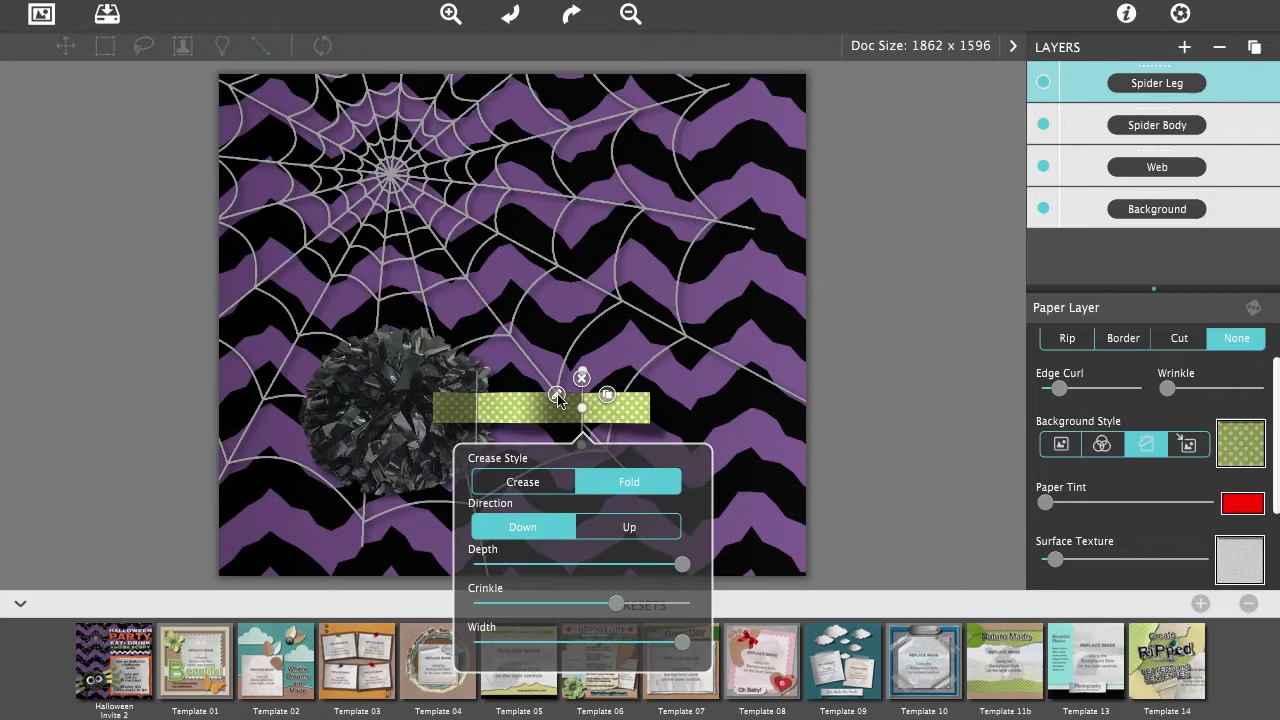 Doc Size: 1862 x 1596
LAYERS
Spider Leg
Spider Body
Web
Background
Paper Layer
Rip Border Cut None
Edge Curl Wrinkle
Background Style
Paper Tint
Surface Texture
Crease Style
Crease Fold
Direction
Down Up
Depth
Crinkle
Width
HALLOWEEN
PARTY
Halloween
Invite 2
Template 01
Template 02
Template 03
Template 04
Template 05
Template 06
Template 07
Template 08
Template 09
Template 10
Template 11b
Template 13
Template 14